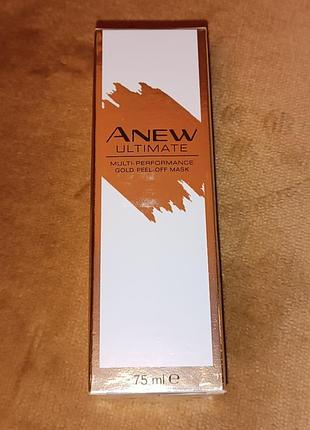 ANEW
ULTIMATE
MULTI-PERFORMANCE
GOLD PEEL-OFF MASK
75 ml ℮